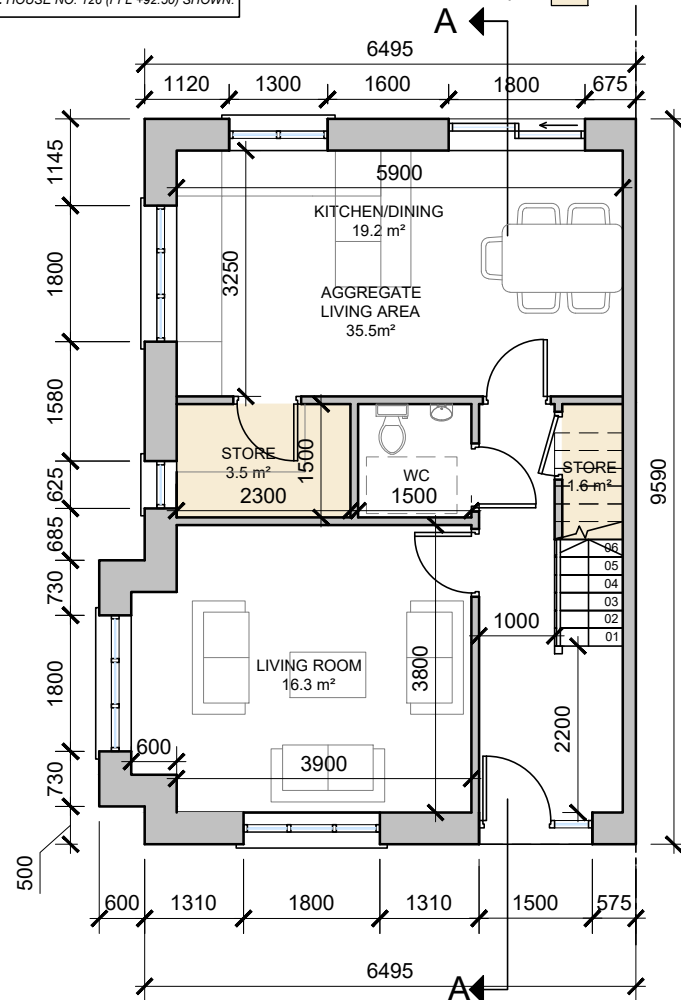 HOUSE NO. 126 (FFL +92.50) SHOWN.
A
6495
1120
1300
1600
1800
675
1145
1800
1580
625
685
730
1800
730
500
5900
KITCHEN/DINING
19.2 m²
3250
AGGREGATE
LIVING AREA
35.5m²
STORE
3.5 m²
1500
2300
WC
1500
STORE
1.6 m²
06
05
04
03
02
01
9590
1000
LIVING ROOM
16.3 m²
3800
2200
600
3900
600
1310
1800
1310
1500
575
6495
A